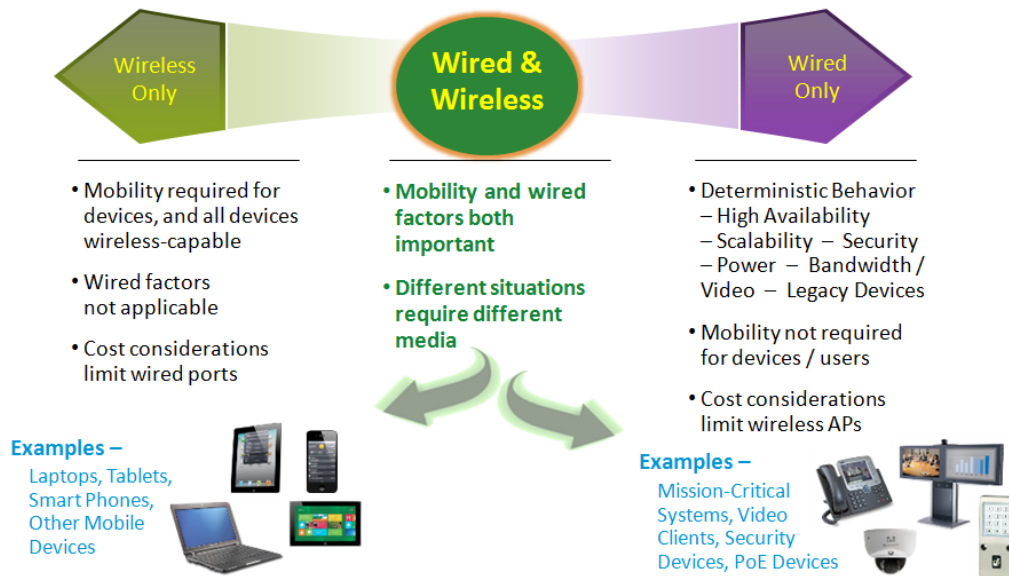 Wireless
Only
Wired &
Wireless
Wired
Only
• Mobility required for
devices, and all devices
wireless-capable
• Wired factors
not applicable
• Cost considerations
limit wired ports
• Mobility and wired
factors both
important
• Different situations
require different
media
• Deterministic Behavior
– High Availability
– Scalability – Security
– Power – Bandwidth /
Video – Legacy Devices
• Mobility not required
for devices / users
• Cost considerations
limit wireless APs
Examples –
Laptops, Tablets,
Smart Phones,
Other Mobile
Devices
Examples –
Mission-Critical
Systems, Video
Clients, Security
Devices, PoE Devices